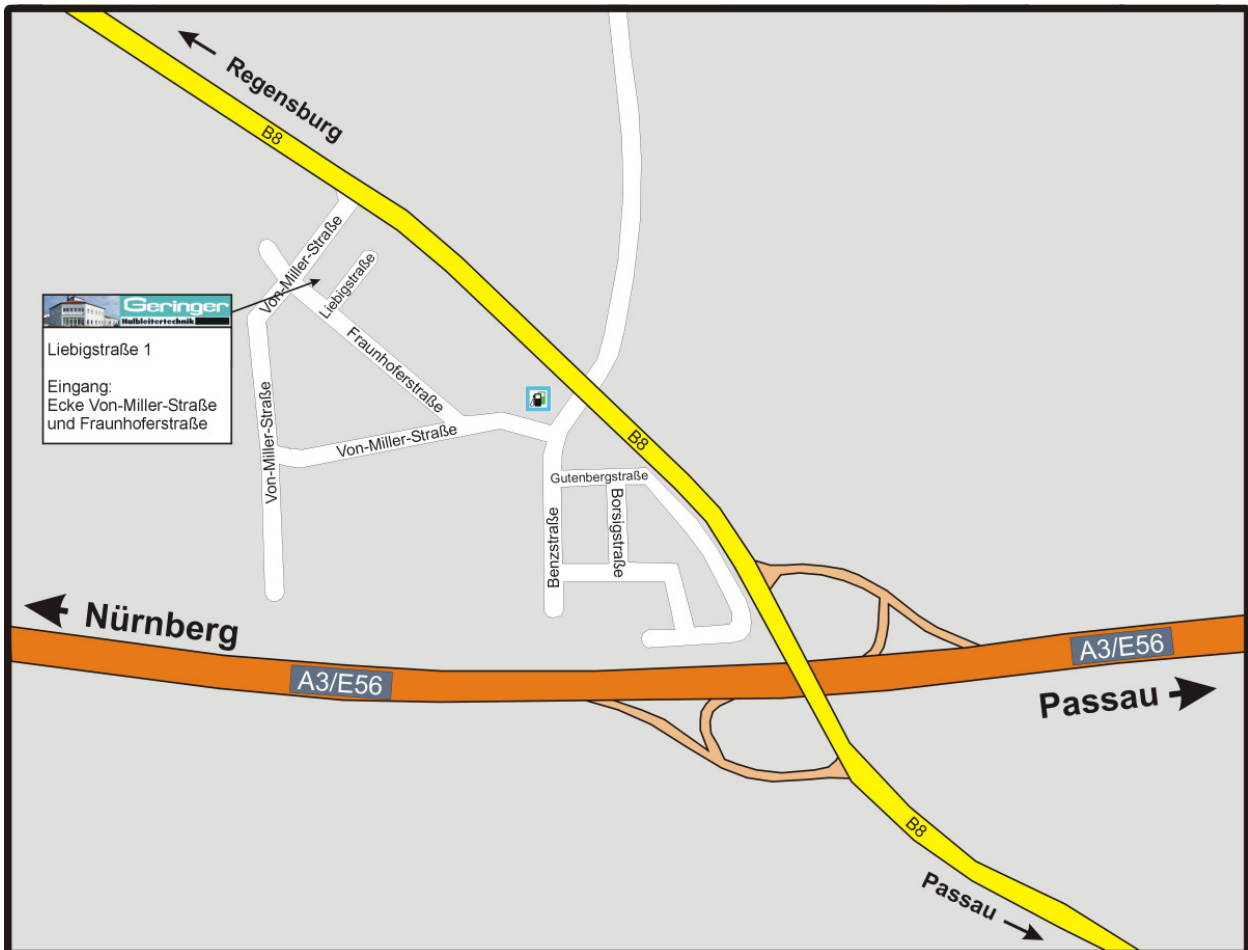 Regensburg
B8
Von-Miller-Straße
Liebigstraße
Geringer
Halbleitertechnik
Liebigstraße 1
Eingang:
Ecke Von-Miller-Straße
und Fraunhoferstraße
Fraunhoferstraße
Von-Miller-Straße
Von-Miller-Straße
B8
Gutenbergstraße
Borsigstraße
Benzstraße
Nürnberg
A3/E56
A3/E56
Passau
B8
Passau